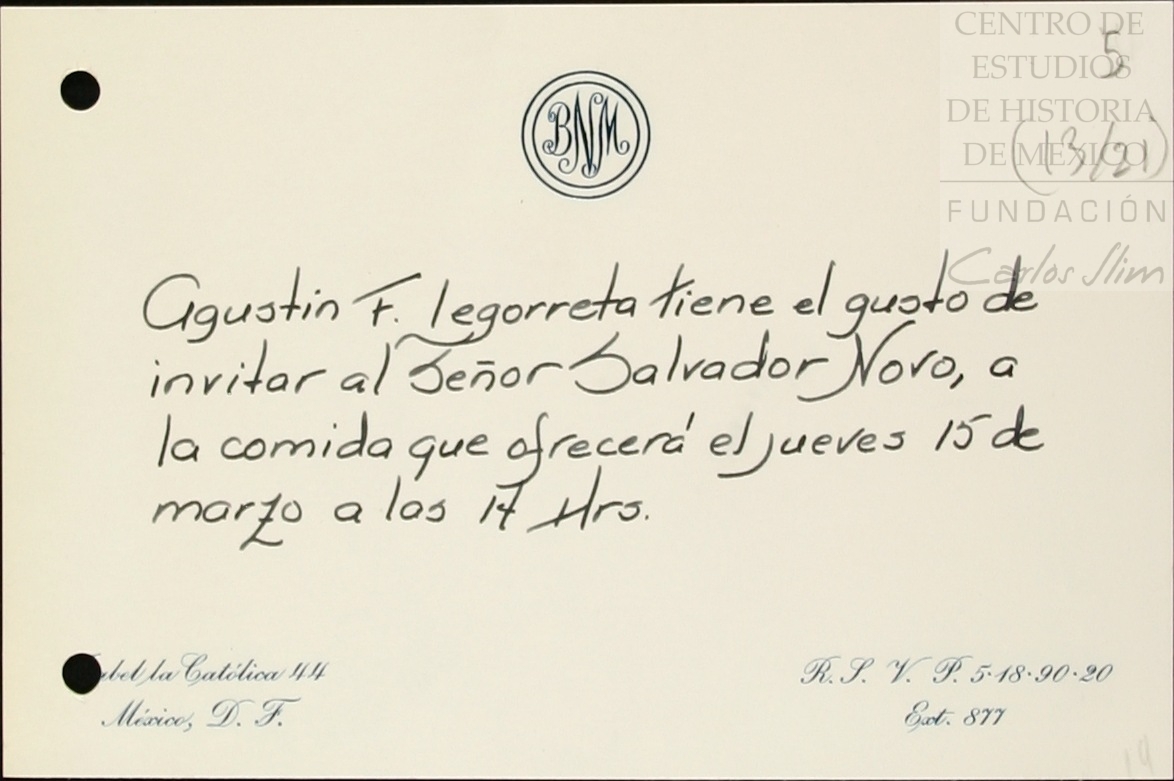 CENTRO DE
ESTUDIOS
DE HISTORIA
DE MEXICO
FUNDACIÓN
Carlos Slim
5
(13/21)
BNM
Agustin F. Legorreta tiene el gusto de
invitar al Señor Salvador Novo, a
la comida que ofrecerá el jueves 15 de
marzo a las 14 Hrs.
abel la Católica 44
México, D. F.
R. S. V. P. 5-18-90-20
Ext. 877
19